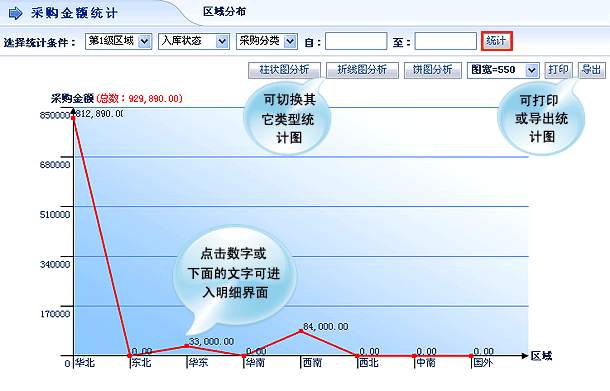 采购金额统计
区域分布
选择统计条件： 第1级区域 入库状态 采购分类 自： 至： 统计
柱状图分析 折线图分析 饼图分析 图宽=550 打印 导出
可切换其
它类型统
计图
可打印
或导出统
计图
采购金额(总数：929,890.00)
850000
812,890.0
680000
510000
340000
170000
0
点击数字或
下面的文字可进
入明细界面
0.00 33,000.00 0.00 84,000.00 0.00 0.00 0.00
华北 东北 华东 华南 西南 西北 中南 国外
区域